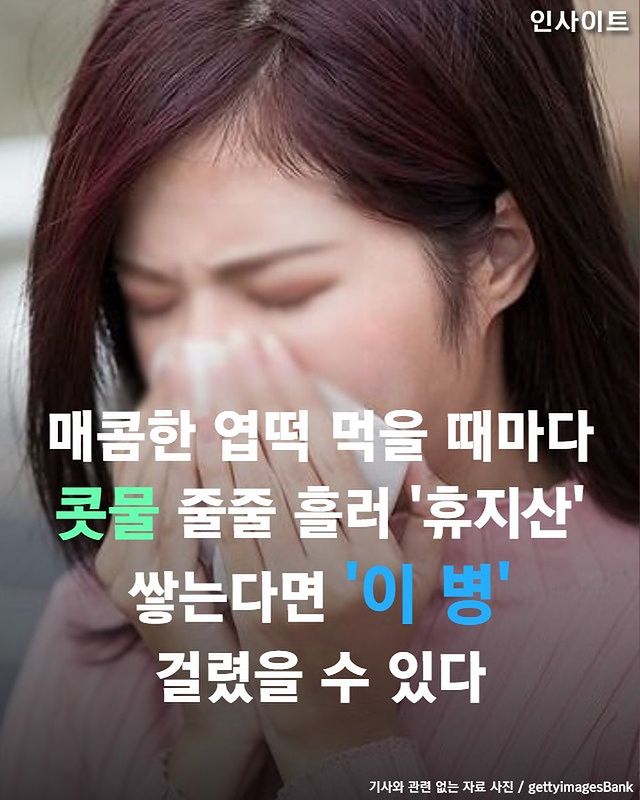 인사이트
매콤한 엽떡 먹을 때마다
콧물 줄줄 흘러 '휴지산'
쌓는다면 '이 병'
걸렸을 수 있다
기사와 관련 없는 자료 사진 / gettyimagesBank